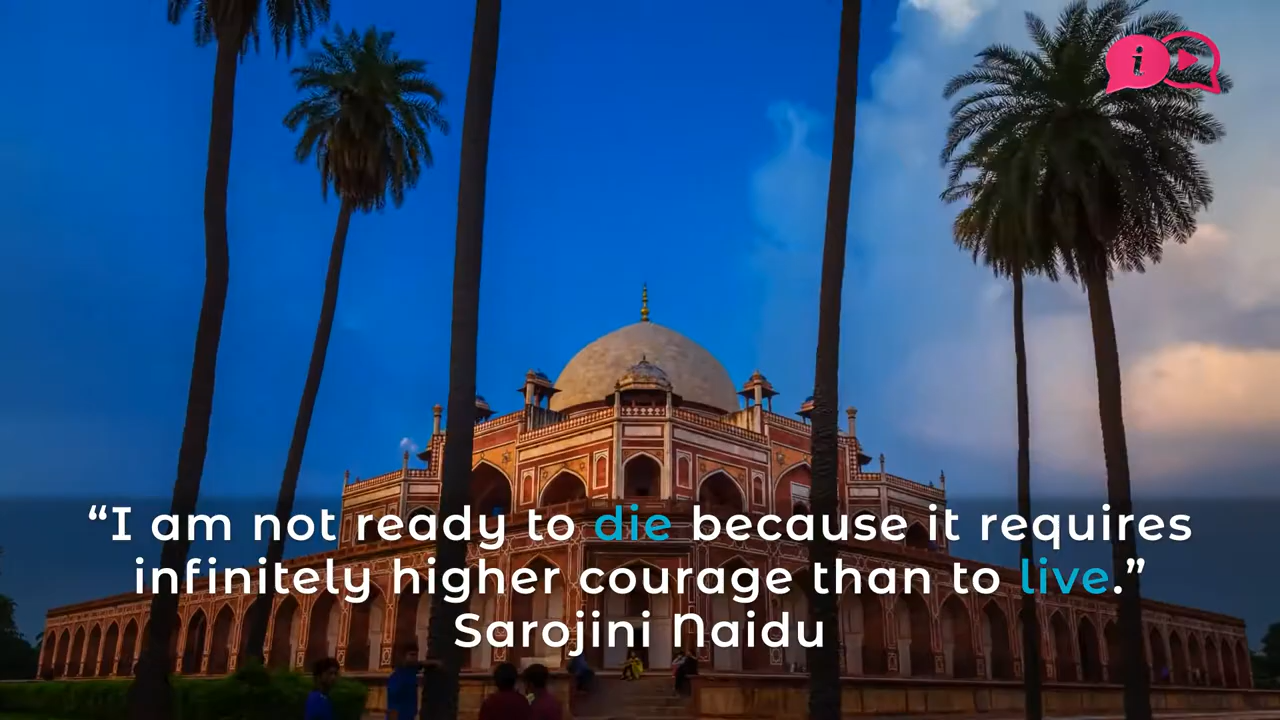 i
“I am not ready to die because it requires
infinitely higher courage than to live.”
Sarojini Naidu